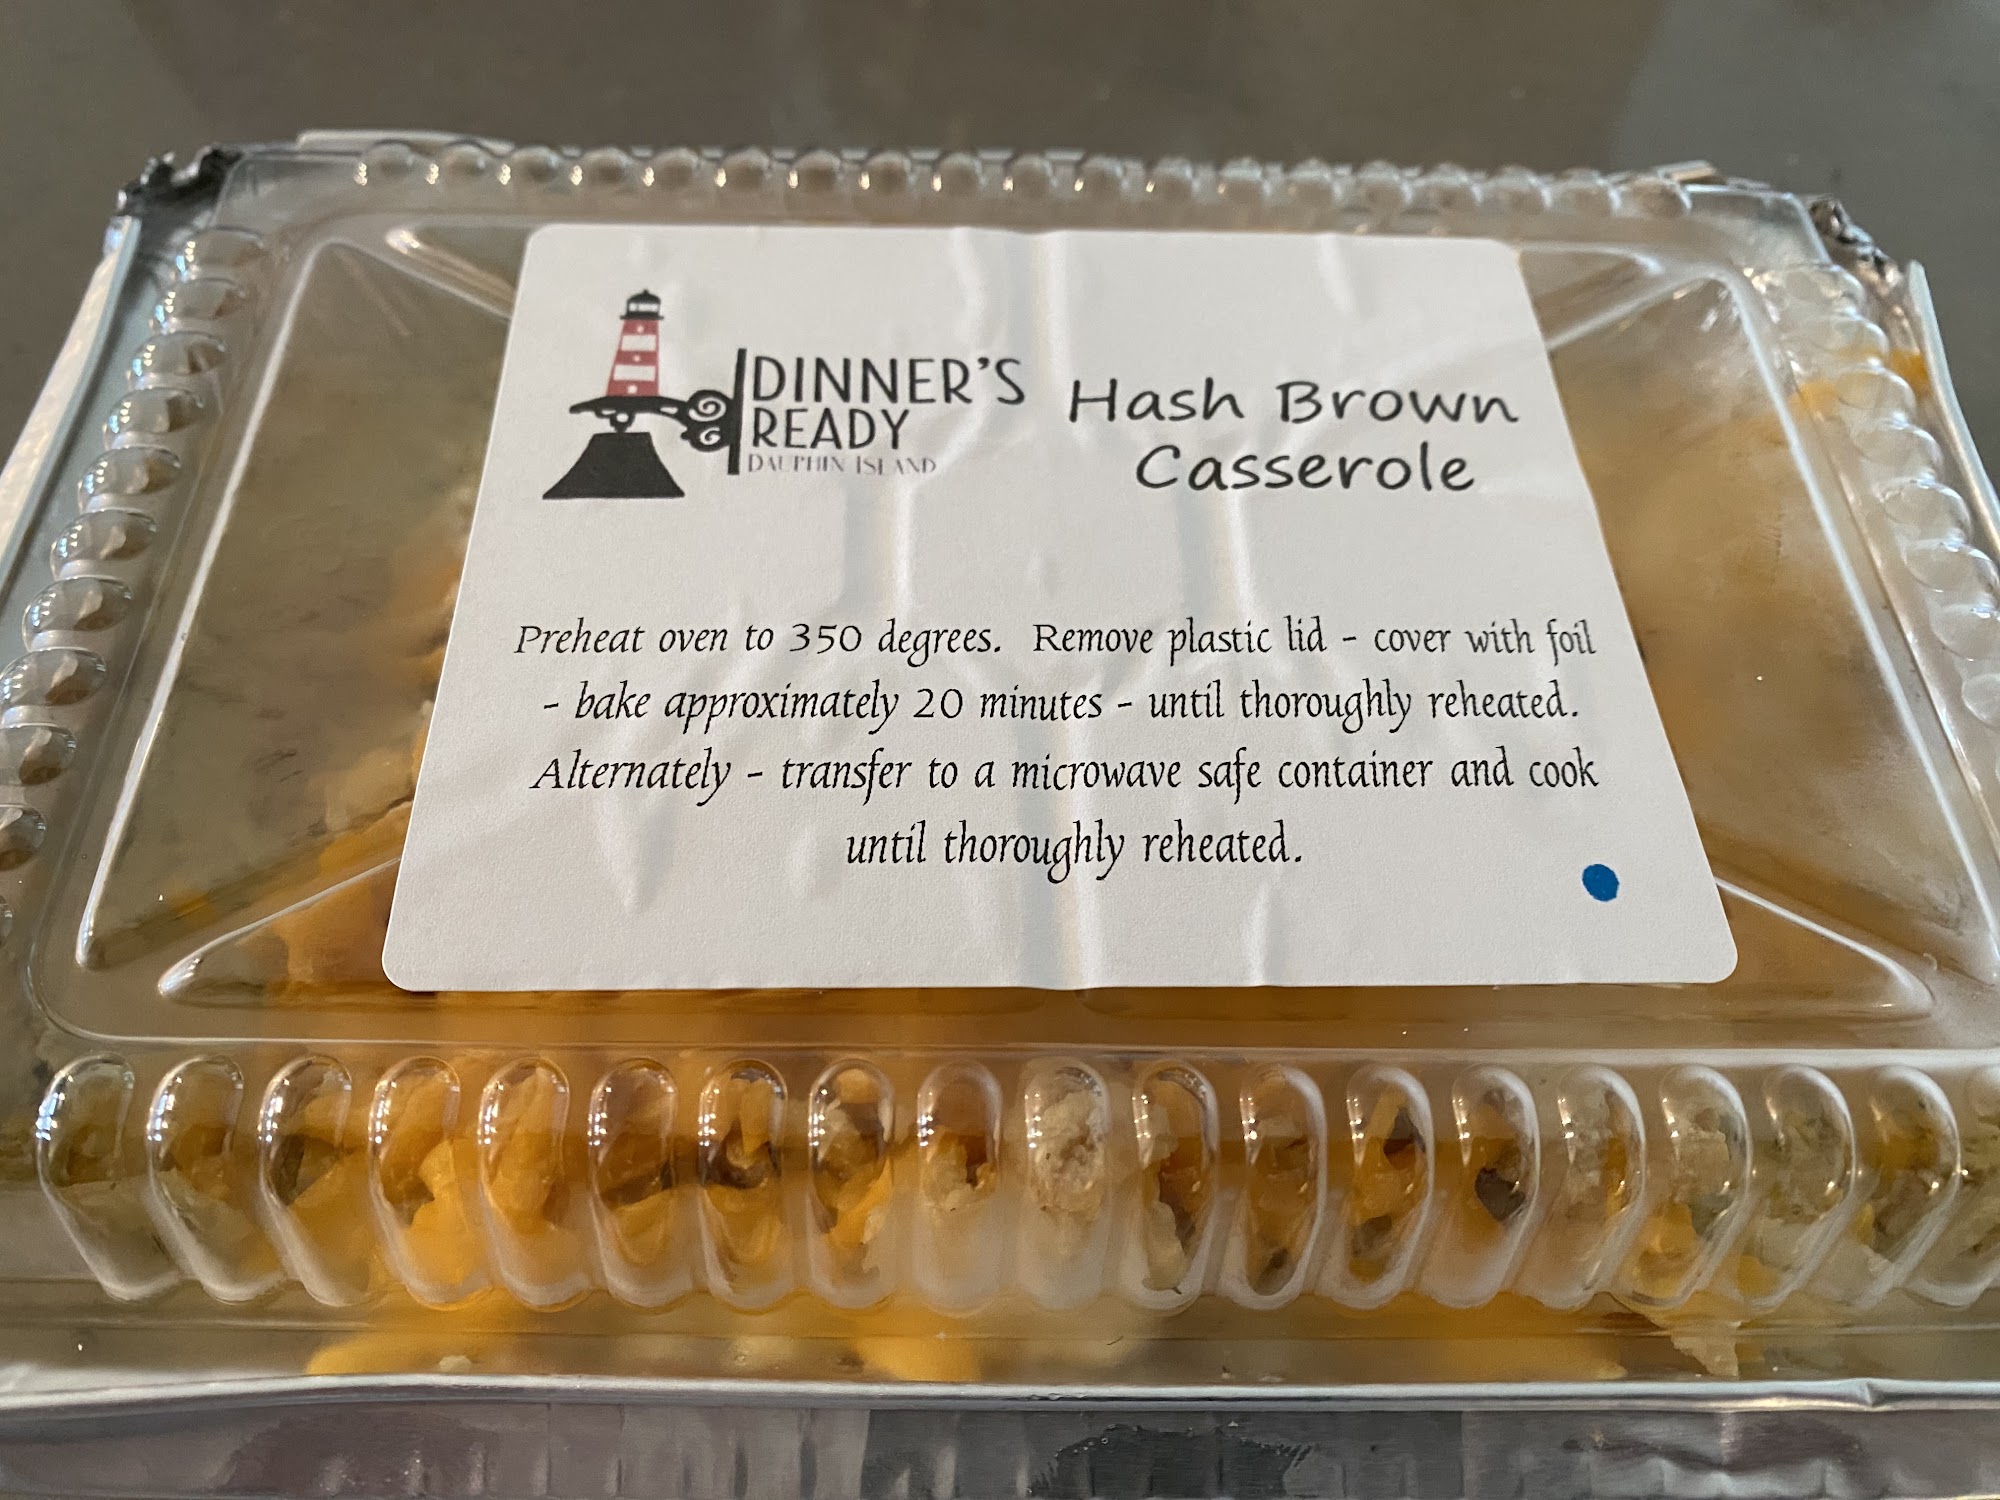 DINNER'S
READY
DAUPHIN ISLAND
Hash Brown
Casserole
Preheat oven to 350 degrees. Remove plastic lid - cover with foil
- bake approximately 20 minutes - until thoroughly reheated.
Alternately - transfer to a microwave safe container and cook
until thoroughly reheated.